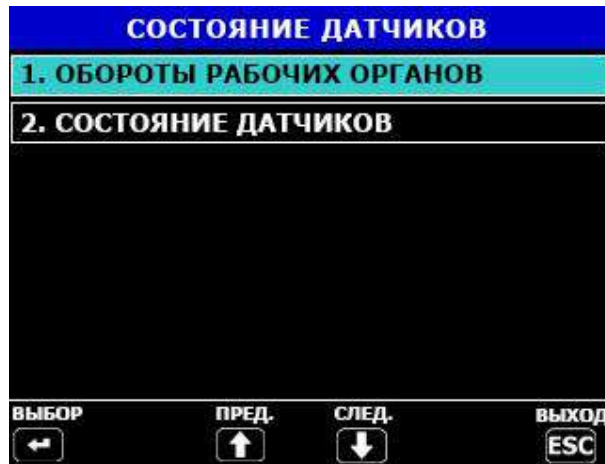 СОСТОЯНИЕ ДАТЧИКОВ
1. ОБОРОТЫ РАБОЧИХ ОРГАНОВ
2. СОСТОЯНИЕ ДАТЧИКОВ
ВЫБОР ПРЕД. СЛЕД. ВЫХОД
ESC